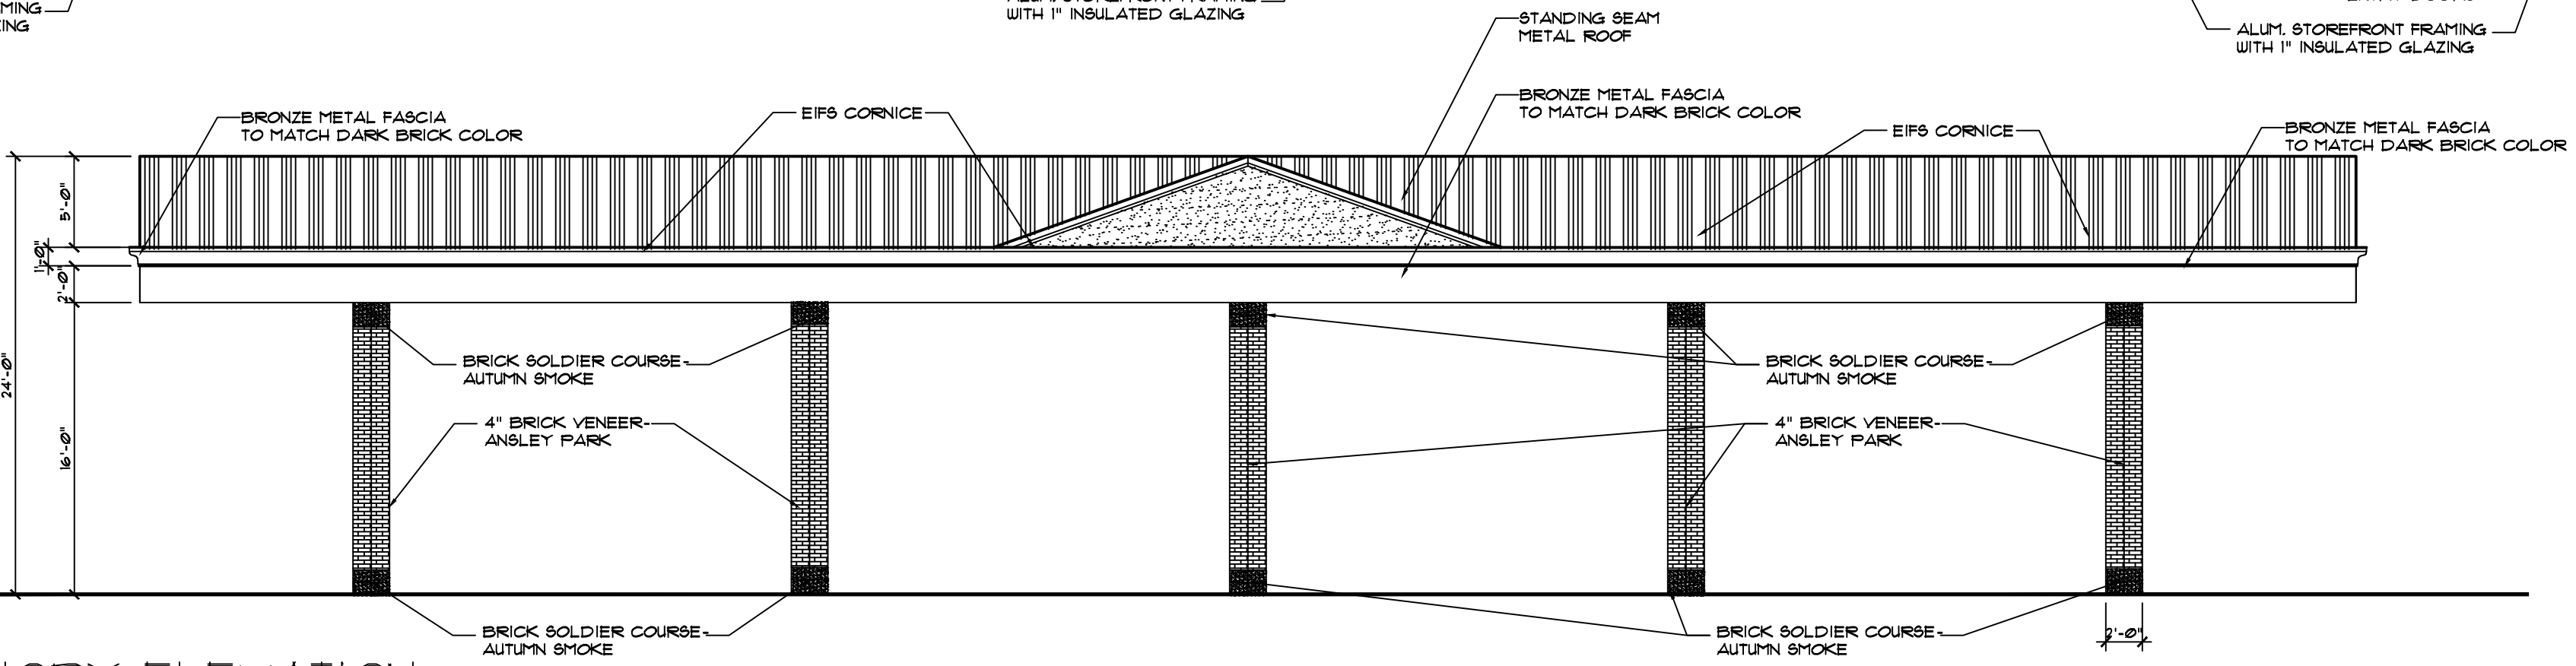 WITH 1" INSULATED GLAZING
STANDING SEAM
METAL ROOF
ALUM. STOREFRONT FRAMING
WITH 1" INSULATED GLAZING
BRONZE METAL FASCIA
TO MATCH DARK BRICK COLOR
EIFS CORNICE
BRONZE METAL FASCIA
TO MATCH DARK BRICK COLOR
EIFS CORNICE
BRONZE METAL FASCIA
TO MATCH DARK BRICK COLOR
5'-0"
1'-0"
2'-0"
24'-0"
16'-0"
BRICK SOLDIER COURSE-
AUTUMN SMOKE
BRICK SOLDIER COURSE-
AUTUMN SMOKE
4" BRICK VENEER-
ANSLEY PARK
4" BRICK VENEER-
ANSLEY PARK
BRICK SOLDIER COURSE-
AUTUMN SMOKE
BRICK SOLDIER COURSE-
AUTUMN SMOKE
2'-0"